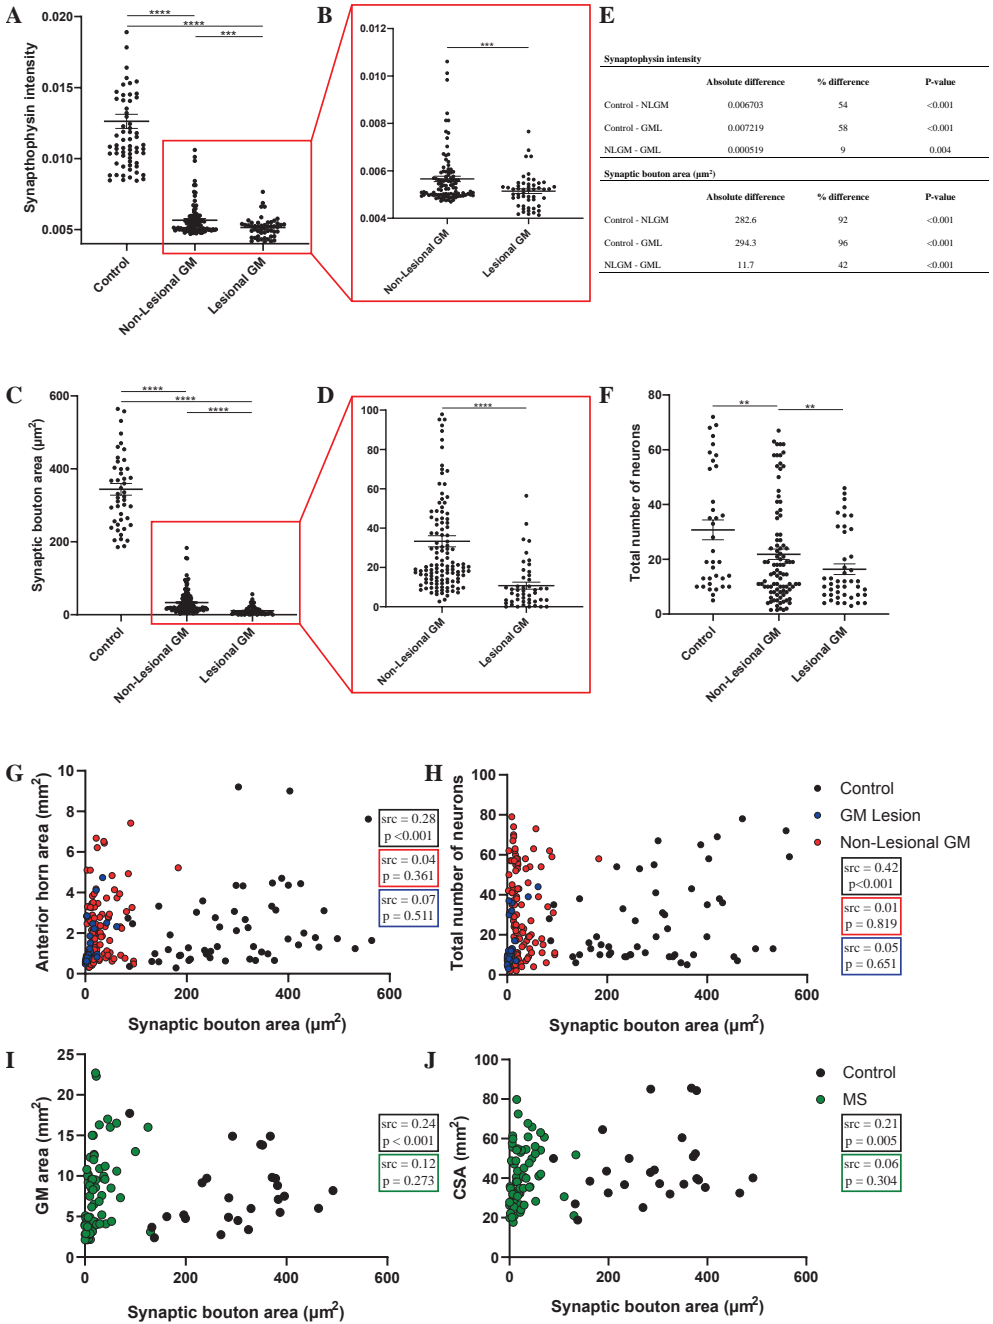 A
Synapthophysin intensity
0.020
0.015
0.010
0.005
****
****
***
Control
Non-Lesional GM
Lesional GM
B
0.012
0.010
0.008
0.006
0.004
***
Non-Lesional GM
Lesional GM
E
Synaptophysin intensity
Absolute difference % difference P-value
Control - NLGM 0.006703 54 <0.001
Control - GML 0.007219 58 <0.001
NLGM - GML 0.000519 9 0.004
Synaptic bouton area (µm²)
Absolute difference % difference P-value
Control - NLGM 282.6 92 <0.001
Control - GML 294.3 96 <0.001
NLGM - GML 11.7 42 <0.001
C
Synaptic bouton area (µm²)
600
400
200
0
****
****
****
Control
Non-Lesional GM
Lesional GM
D
100
80
60
40
20
0
****
Non-Lesional GM
Lesional GM
F
Total number of neurons
80
60
40
20
0
**
**
Control
Non-Lesional GM
Lesional GM
G
Anterior horn area (mm²)
10
8
6
4
2
0
0 200 400 600
Synaptic bouton area (µm²)
src = 0.28
p <0.001
src = 0.04
p = 0.361
src = 0.07
p = 0.511
H
Total number of neurons
100
80
60
40
20
0
0 200 400 600
Synaptic bouton area (µm²)
Control
GM Lesion
Non-Lesional GM
src = 0.42
p<0.001
src = 0.01
p = 0.819
src = 0.05
p = 0.651
I
GM area (mm²)
25
20
15
10
5
0
0 200 400 600
Synaptic bouton area (µm²)
src = 0.24
p < 0.001
src = 0.12
p = 0.273
J
CSA (mm²)
100
80
60
40
20
0
0 200 400 600
Synaptic bouton area (µm²)
Control
MS
src = 0.21
p = 0.005
src = 0.06
p = 0.304